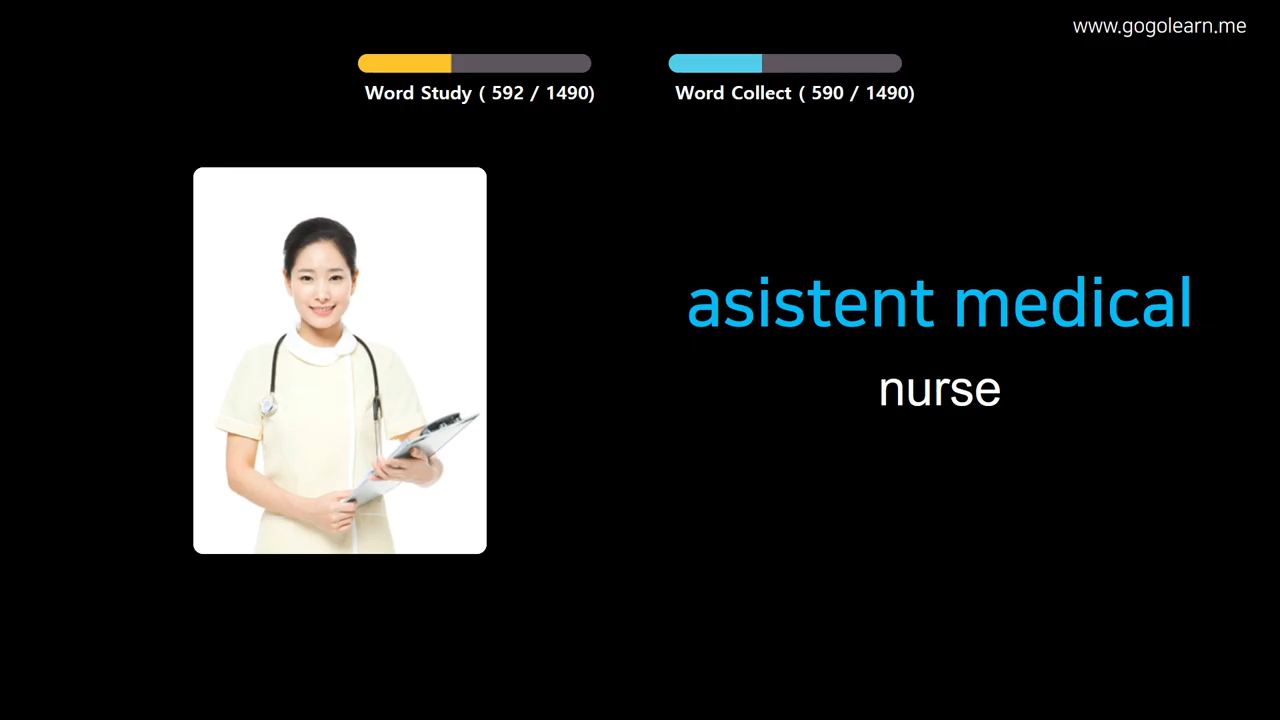 www.gogolearn.me
Word Study ( 592 / 1490)
Word Collect ( 590 / 1490)
asistent medical
nurse